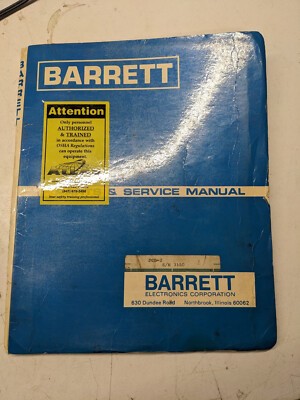 BARRETT
BARRETT
Attention
Only personnel
AUTHORIZED
& TRAINED
in accordance with
OSHA Regulations
can operate this
equipment.
& SERVICE MANUAL
BARRETT
ELECTRONICS CORPORATION
630 Dundee Road Northbrook, Illinois 60062